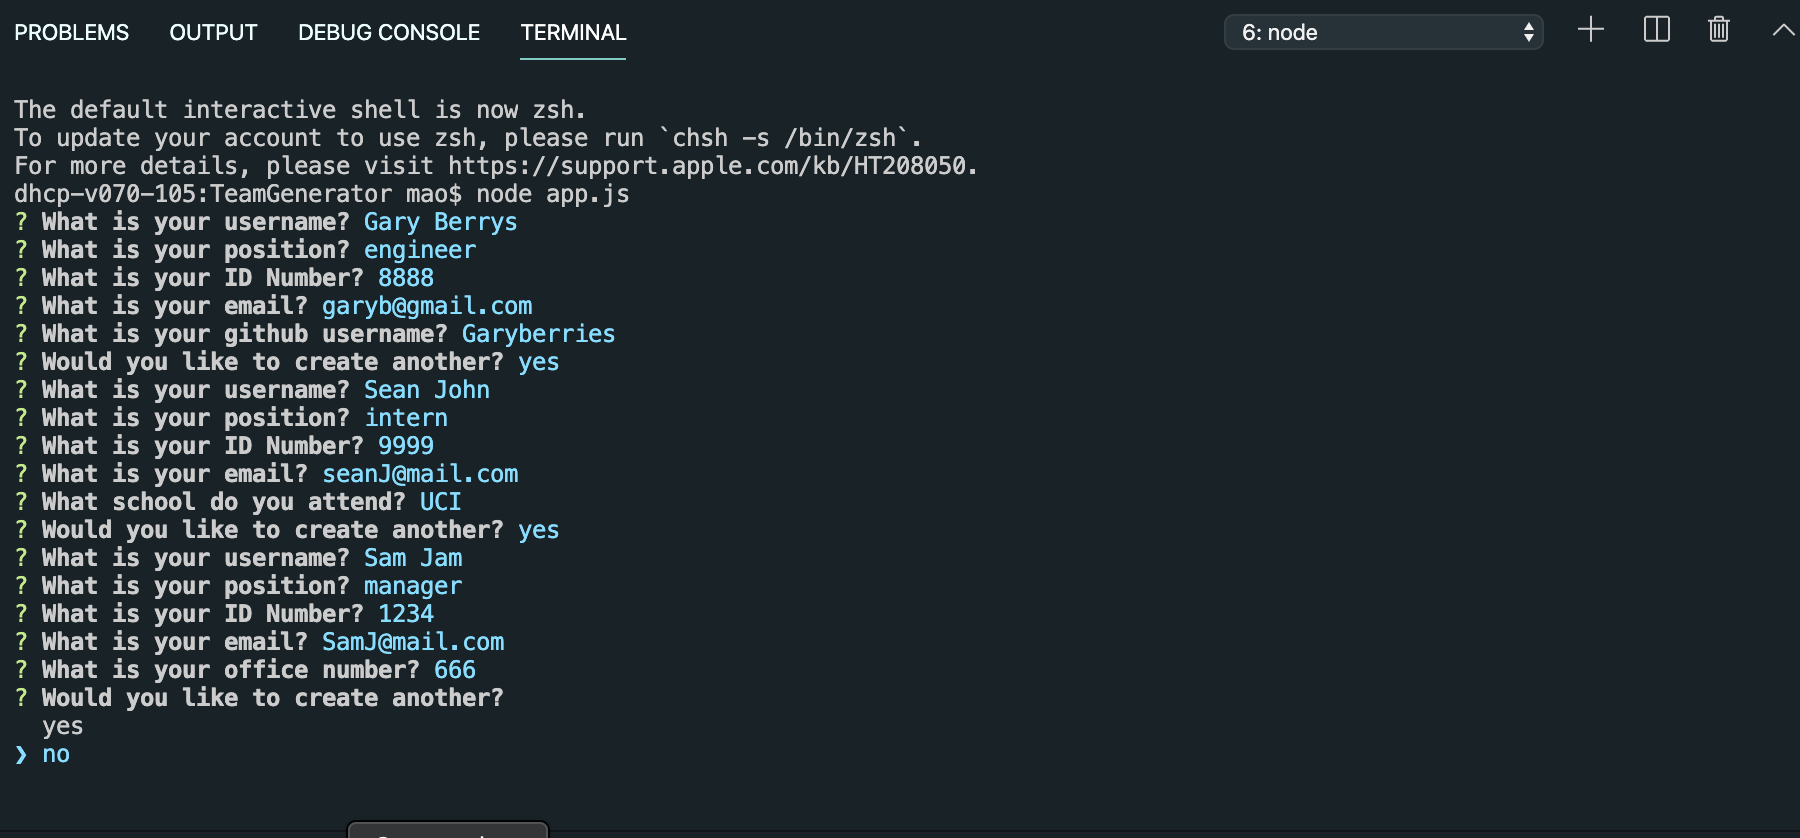 PROBLEMS OUTPUT DEBUG CONSOLE TERMINAL 6: node
The default interactive shell is now zsh.
To update your account to use zsh, please run `chsh -s /bin/zsh`.
For more details, please visit https://support.apple.com/kb/HT208050.
dhcp-v070-105:TeamGenerator mao$ node app.js
? What is your username? Gary Berrys
? What is your position? engineer
? What is your ID Number? 8888
? What is your email? garyb@gmail.com
? What is your github username? Garyberries
? Would you like to create another? yes
? What is your username? Sean John
? What is your position? intern
? What is your ID Number? 9999
? What is your email? seanJ@mail.com
? What school do you attend? UCI
? Would you like to create another? yes
? What is your username? Sam Jam
? What is your position? manager
? What is your ID Number? 1234
? What is your email? SamJ@mail.com
? What is your office number? 666
? Would you like to create another?
yes
❯ no